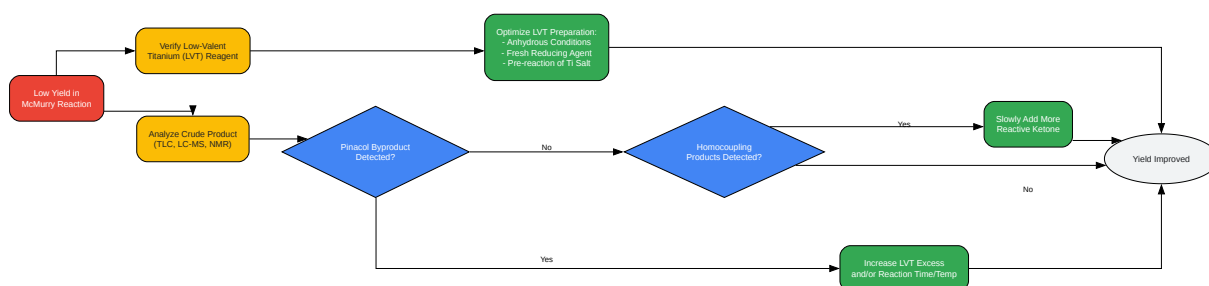 Low Yield in
McMurry Reaction
Verify Low-Valent
Titanium (LVT) Reagent
Optimize LVT Preparation:
- Anhydrous Conditions
- Fresh Reducing Agent
- Pre-reaction of Ti Salt
Analyze Crude Product
(TLC, LC-MS, NMR)
Pinacol Byproduct
Detected?
No
Homocoupling
Products Detected?
Yes
Slowly Add More
Reactive Ketone
No
Yield Improved
Yes
Increase LVT Excess
and/or Reaction Time/Temp